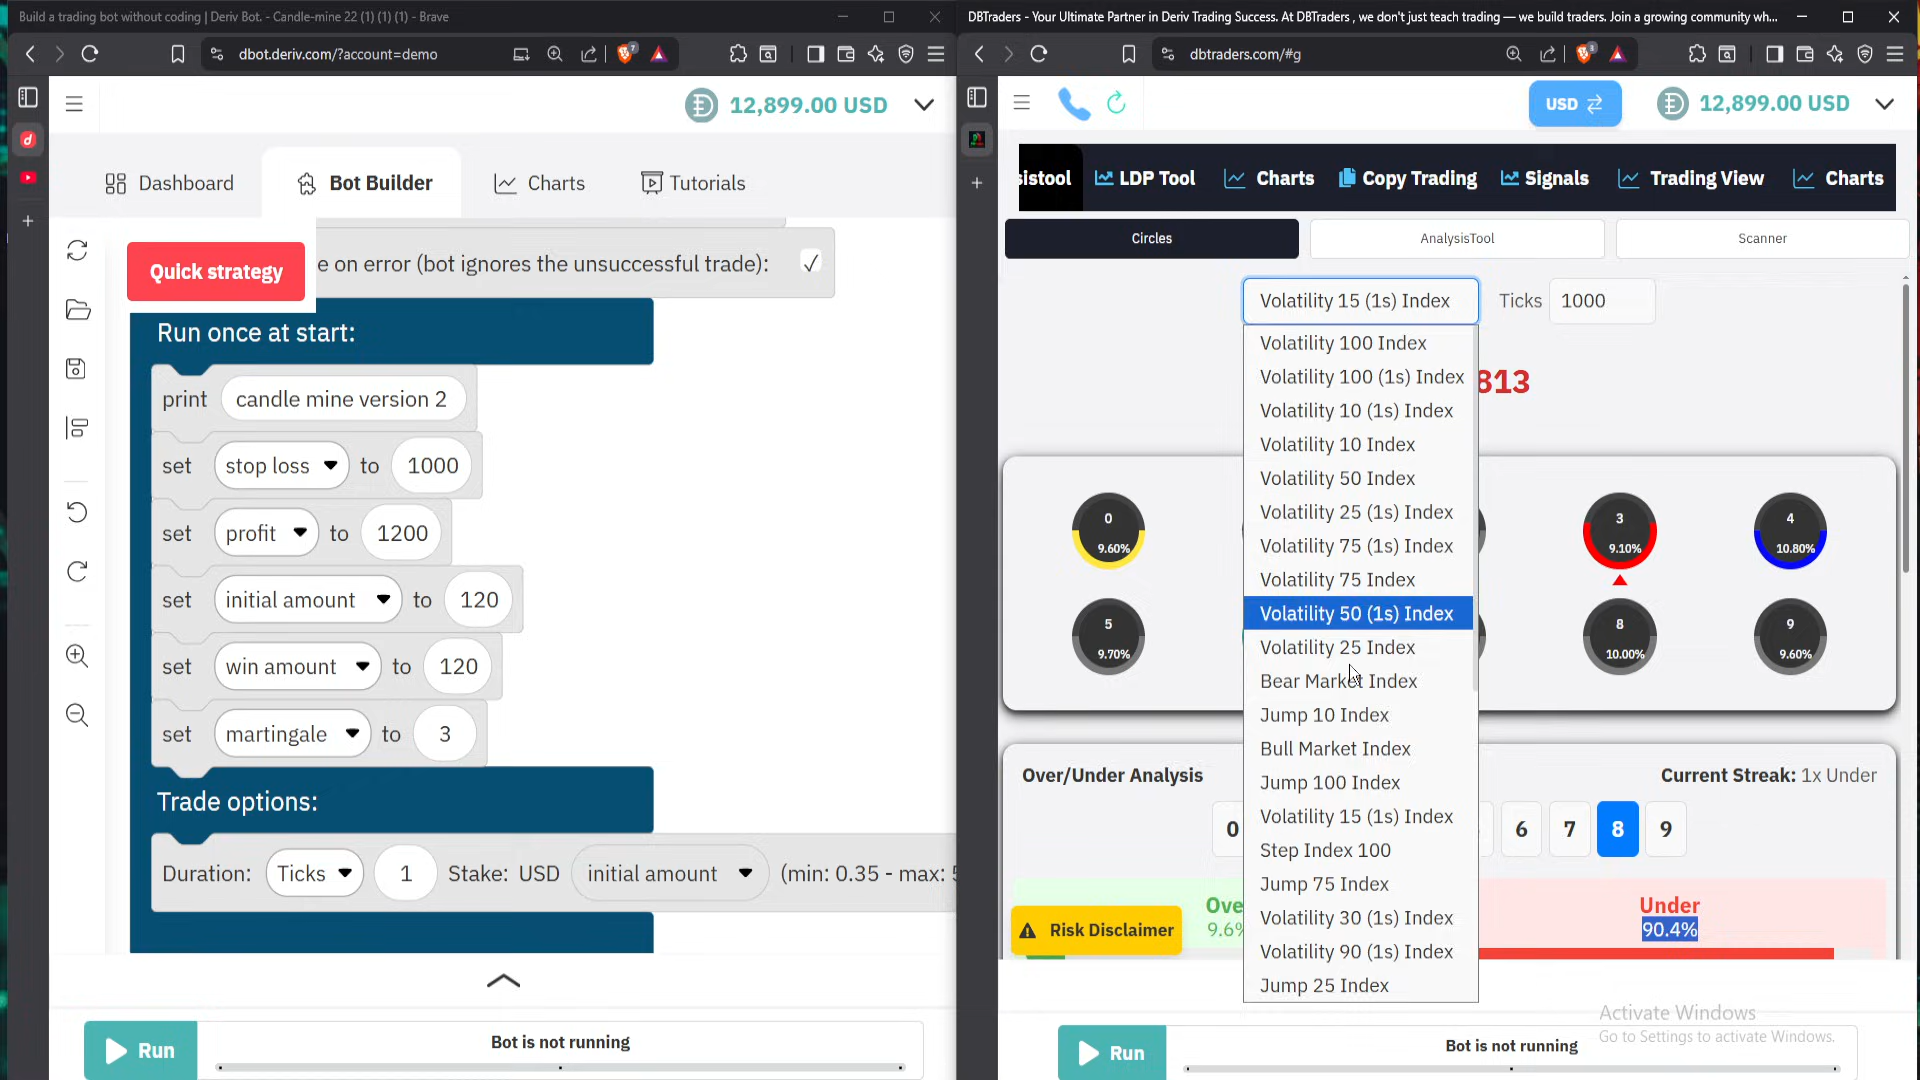 Build a trading bot without coding | Deriv Bot. - Candle-mine 22 (1) (1) (1) - Brave
dbot.deriv.com/?account=demo
7
12,899.00 USD
Dashboard
Bot Builder
Charts
Tutorials
Quick strategy
e on error (bot ignores the unsuccessful trade):
Run once at start:
print candle mine version 2
set stop loss to 1000
set profit to 1200
set initial amount to 120
set win amount to 120
set martingale to 3
Trade options:
Duration: Ticks 1 Stake: USD initial amount (min: 0.35 - max:
Run
Bot is not running
DBTraders - Your Ultimate Partner in Deriv Trading Success. At DBTraders , we don't just teach trading — we build traders. Join a growing community wh...
dbtraders.com/#g
3
USD
12,899.00 USD
sistool
LDP Tool
Charts
Copy Trading
Signals
Trading View
Charts
Circles
AnalysisTool
Scanner
Volatility 15 (1s) Index
Ticks 1000
813
Volatility 100 Index
Volatility 100 (1s) Index
Volatility 10 (1s) Index
Volatility 10 Index
Volatility 50 Index
Volatility 25 (1s) Index
Volatility 75 (1s) Index
Volatility 75 Index
Volatility 50 (1s) Index
Volatility 25 Index
Bear Market Index
Jump 10 Index
Bull Market Index
Jump 100 Index
Volatility 15 (1s) Index
Step Index 100
Jump 75 Index
Volatility 30 (1s) Index
Volatility 90 (1s) Index
Jump 25 Index
0
9.60%
3
9.10%
4
10.80%
5
9.70%
8
10.00%
9
9.60%
Over/Under Analysis
Current Streak: 1x Under
0 6 7 8 9
Ove
9.6%
Under
90.4%
Risk Disclaimer
Activate Windows
Go to Settings to activate Windows.
Run
Bot is not running